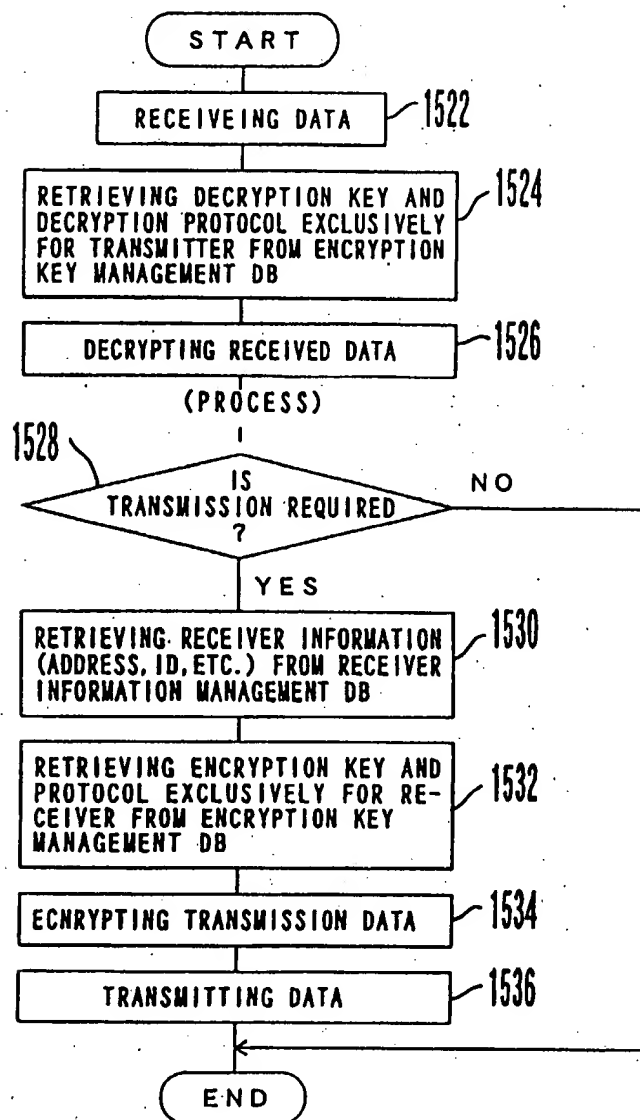 START
RECEIVEING DATA
1522
RETRIEVING DECRYPTION KEY AND
DECRYPTION PROTOCOL EXCLUSIVELY
FOR TRANSMITTER FROM ENCRYPTION
KEY MANAGEMENT DB
1524
DECRYPTING RECEIVED DATA
1526
(PROCESS)
1528
IS
TRANSMISSION REQUIRED
?
NO
YES
RETRIEVING RECEIVER INFORMATION
(ADDRESS, ID, ETC.) FROM RECEIVER
INFORMATION MANAGEMENT DB
1530
RETRIEVING ENCRYPTION KEY AND
PROTOCOL EXCLUSIVELY FOR RE-
CEIVER FROM ENCRYPTION KEY
MANAGEMENT DB
1532
ECNRYPTING TRANSMISSION DATA
1534
TRANSMITTING DATA
1536
END